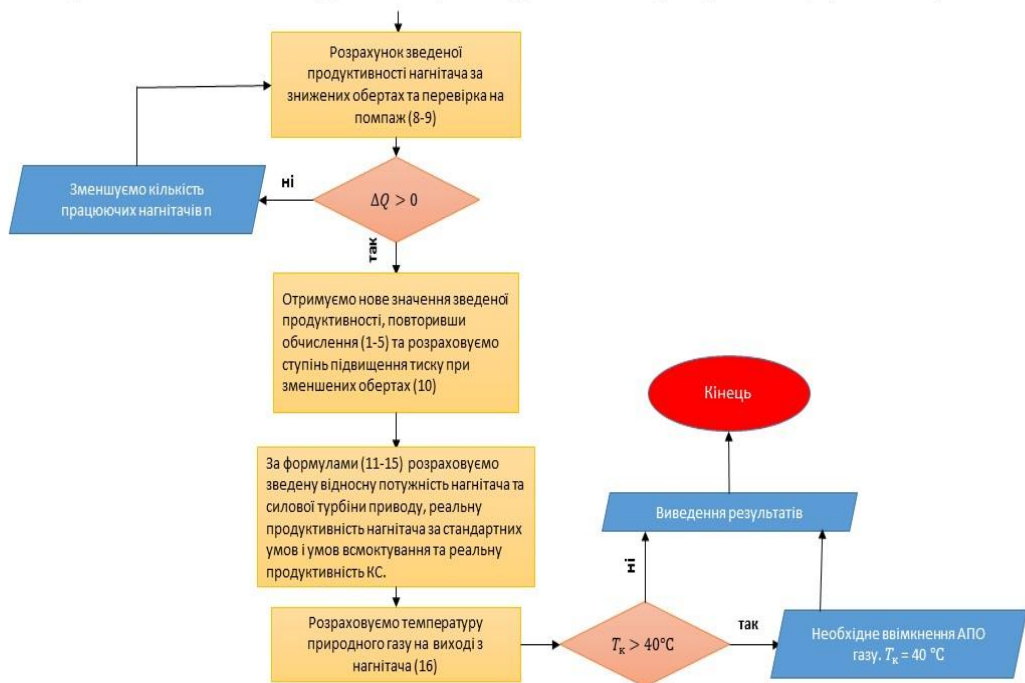 Розрахунок зведеної
продуктивності нагнітача за
знижених обертах та перевірка на
помпаж (8-9)
Зменшуємо кількість
працюючих нагнітачів n
ні
ΔQ > 0
так
Отримуємо нове значення зведеної
продуктивності, повторивши
обчислення (1-5) та розраховуємо
ступінь підвищення тиску при
зменшених обертах (10)
Кінець
За формулами (11-15) розраховуємо
зведену відносну потужність нагнітача та
силової турбіни приводу, реальну
продуктивність нагнітача за стандартних
умов і умов всмоктування та реальну
продуктивність КС.
Виведення результатів
ні
Розраховуємо температуру
природного газу на виході з
нагнітача (16)
Tк > 40°C
так
Необхідне ввімкнення АПО
газу. Tк = 40 °C